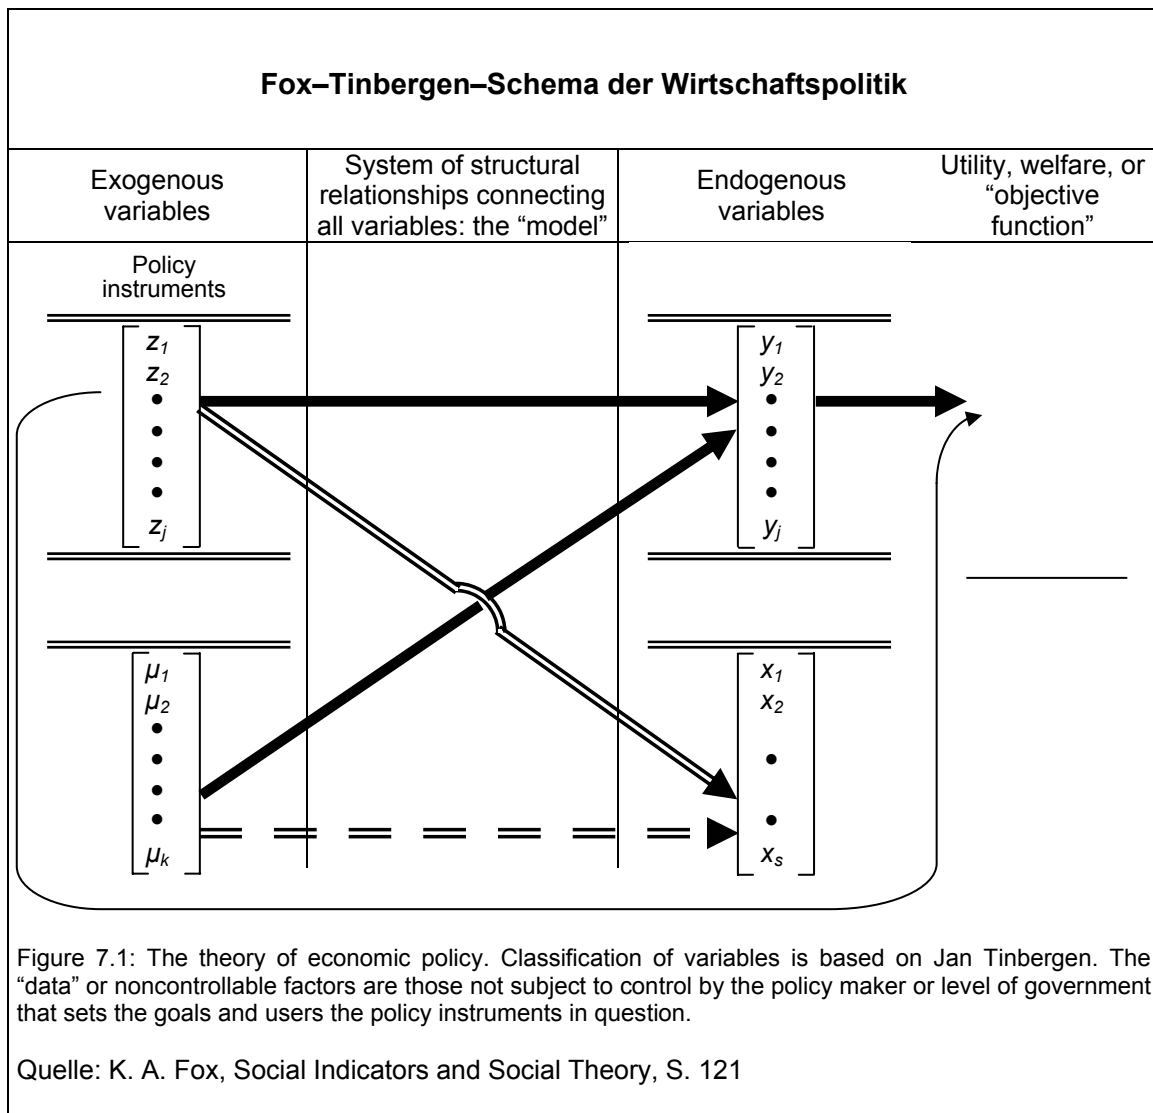 Fox–Tinbergen–Schema der Wirtschaftspolitik
Exogenous
variables
System of structural
relationships connecting
all variables: the “model”
Endogenous
variables
Utility, welfare, or
“objective
function”
Policy
instruments
z1
z2
•
•
•
•
zj
y1
y2
•
•
•
•
yj
μ1
μ2
•
•
•
•
μk
x1
x2
•
•
xs
Figure 7.1: The theory of economic policy. Classification of variables is based on Jan Tinbergen. The
“data” or noncontrollable factors are those not subject to control by the policy maker or level of government
that sets the goals and users the policy instruments in question.
Quelle: K. A. Fox, Social Indicators and Social Theory, S. 121